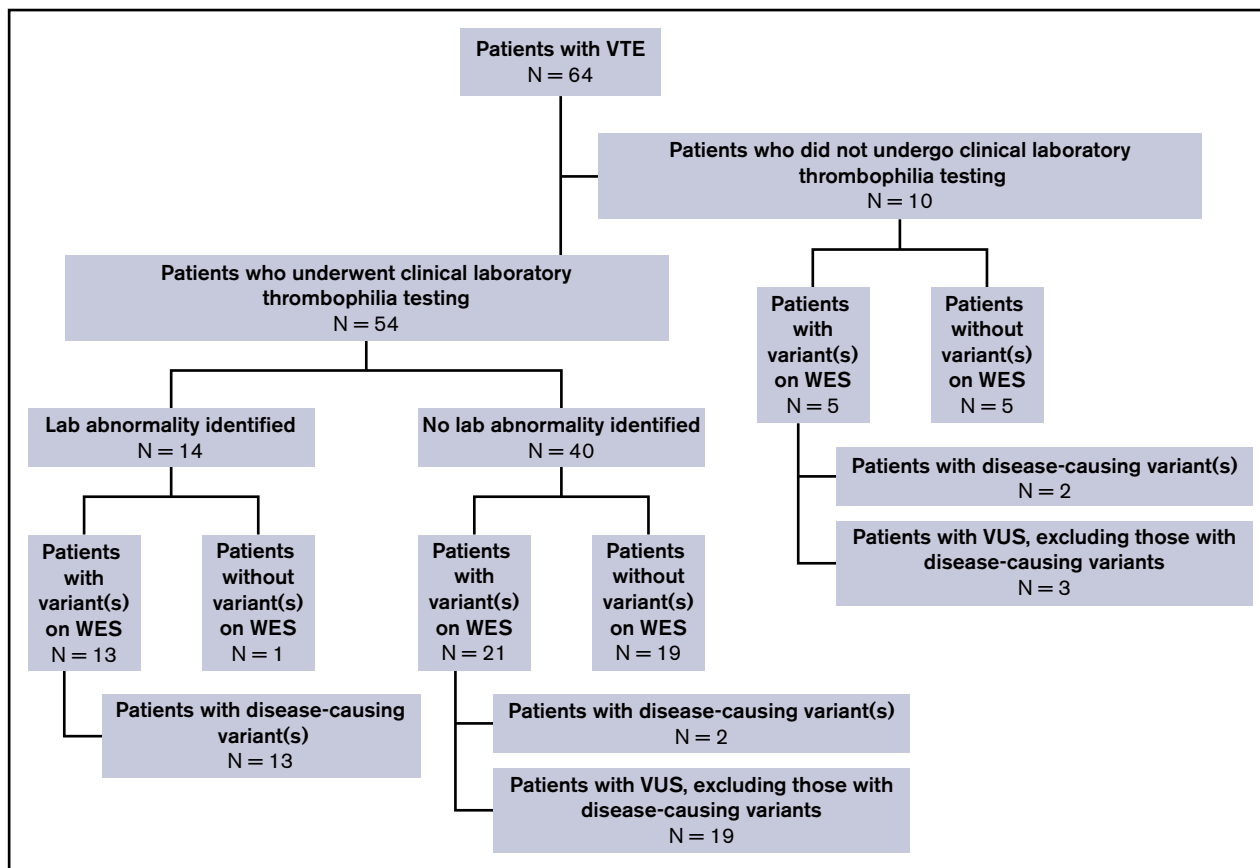 Patients with VTE
N = 64
Patients who did not undergo clinical laboratory
thrombophilia testing
N = 10
Patients who underwent clinical laboratory
thrombophilia testing
N = 54
Patients
with
variant(s)
on WES
N = 5
Patients
without
variant(s)
on WES
N = 5
Lab abnormality identified
N = 14
No lab abnormality identified
N = 40
Patients with disease-causing variant(s)
N = 2
Patients with VUS, excluding those with
disease-causing variants
N = 3
Patients
with
variant(s)
on WES
N = 13
Patients
without
variant(s)
on WES
N = 1
Patients
with
variant(s)
on WES
N = 21
Patients
without
variant(s)
on WES
N = 19
Patients with disease-causing
variant(s)
N = 13
Patients with disease-causing variant(s)
N = 2
Patients with VUS, excluding those with
disease-causing variants
N = 19